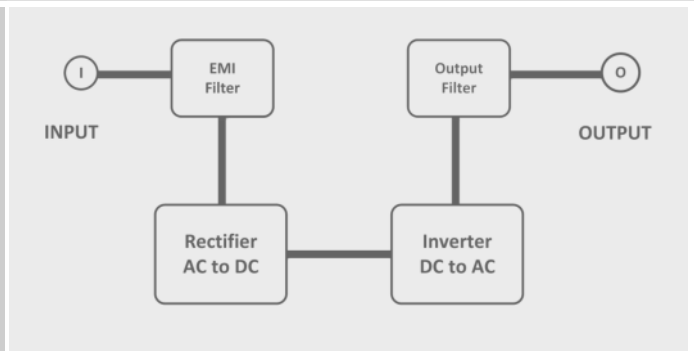 I
EMI
Filter
INPUT
Output
Filter
O
OUTPUT
Rectifier
AC to DC
Inverter
DC to AC